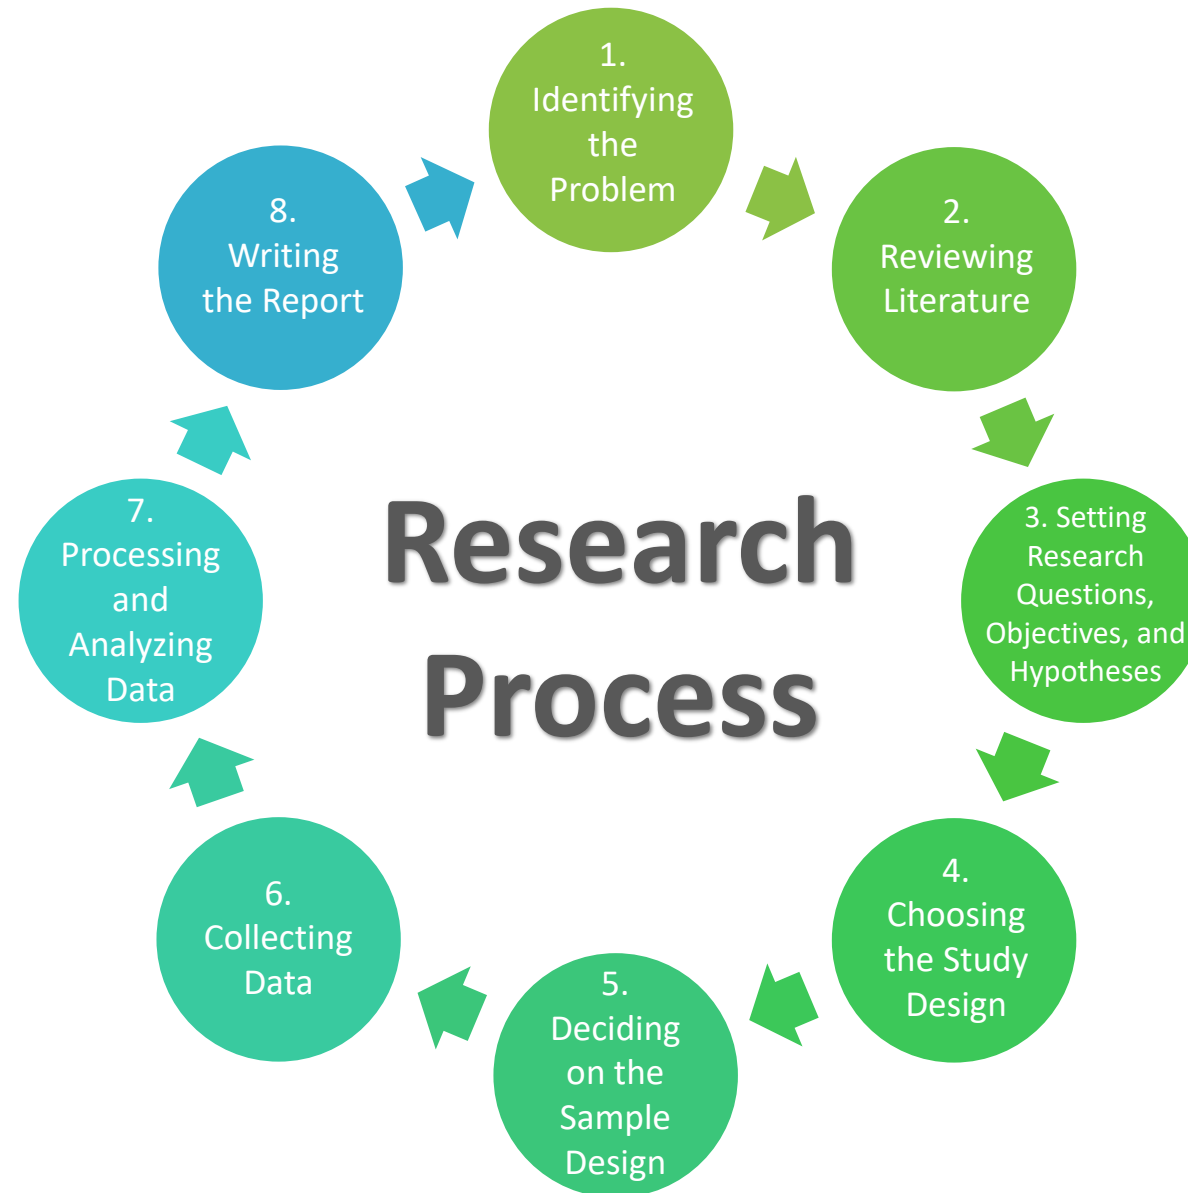 1.
Identifying
the
Problem
2.
Reviewing
Literature
3. Setting
Research
Questions,
Objectives, and
Hypotheses
4.
Choosing
the Study
Design
5.
Deciding
on the
Sample
Design
6.
Collecting
Data
7.
Processing
and
Analyzing
Data
8.
Writing
the Report
Research
Process